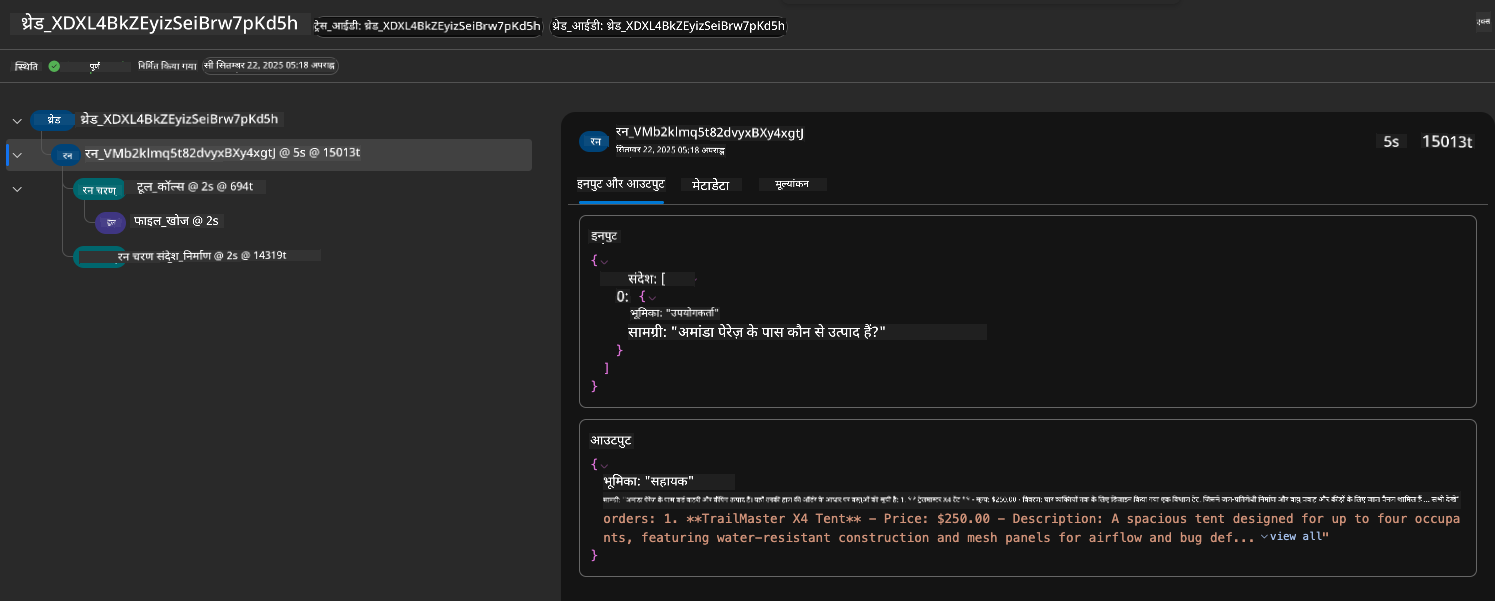 थ्रेड_XDXL4BkZEyizSeiBrw7pKd5h ट्रेस_आईडी: थ्रेड_XDXL4BkZEyizSeiBrw7pKd5h थ्रेड_आईडी: थ्रेड_XDXL4BkZEyizSeiBrw7pKd5h
स्थिति पूर्ण निर्मित किया गया सी सितम्बर 22, 2025 05:18 अपराह्न
थ्रेड थ्रेड_XDXL4BkZEyizSeiBrw7pKd5h
रन रन_VMb2klmq5t82dvyxBXy4xgtJ @ 5s @ 15013t
रन चरण टूल_कॉल्स @ 2s @ 694t
टूल फाइल_खोज @ 2s
रन चरण संदेश_निर्माण @ 2s @ 14319t
रन रन_VMb2klmq5t82dvyxBXy4xgtJ 5s 15013t
सितम्बर 22, 2025 05:18 अपराह्न
इनपुट और आउटपुट मेटाडेटा मूल्यांकन
इनपुट
{
संदेश: [
0: {
भूमिका: "उपयोगकर्ता"
सामग्री: "अमांडा पेरेज़ के पास कौन से उत्पाद हैं?"
}
]
}
आउटपुट
{
भूमिका: "सहायक"
orders: 1. **TrailMaster X4 Tent** – Price: $250.00 – Description: A spacious tent designed for up to four occupa
nts, featuring water-resistant construction and mesh panels for airflow and bug def... view all"
}